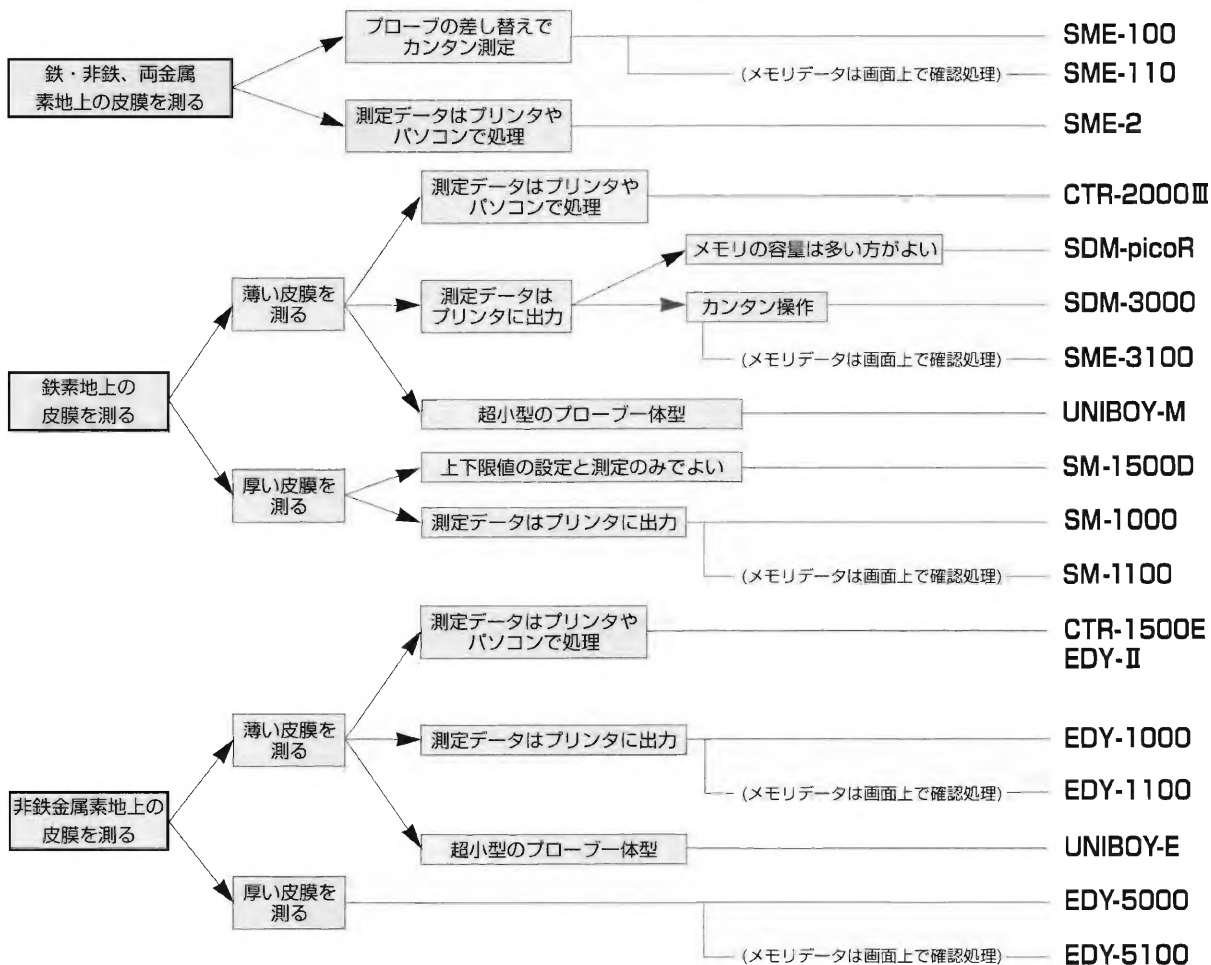 プローブの差し替えで
カンタン測定
SME-100
鉄・非鉄、両金属
素地上の皮膜を測る
(メモリデータは画面上で確認処理)
SME-110
測定データはプリンタや
パソコンで処理
SME-2
測定データはプリンタや
パソコンで処理
CTR-2000Ⅲ
メモリの容量は多い方がよい
SDM-picoR
薄い皮膜を
測る
測定データは
プリンタに出力
カンタン操作
SDM-3000
(メモリデータは画面上で確認処理)
SME-3100
鉄素地上の
皮膜を測る
超小型のプローブ一体型
UNIBOY-M
上下限値の設定と測定のみでよい
SM-1500D
厚い皮膜を
測る
測定データはプリンタに出力
SM-1000
(メモリデータは画面上で確認処理)
SM-1100
測定データはプリンタや
パソコンで処理
CTR-1500E
EDY-Ⅱ
薄い皮膜を
測る
測定データはプリンタに出力
EDY-1000
(メモリデータは画面上で確認処理)
EDY-1100
非鉄金属素地上の
皮膜を測る
超小型のプローブ一体型
UNIBOY-E
厚い皮膜を
測る
EDY-5000
(メモリデータは画面上で確認処理)
EDY-5100